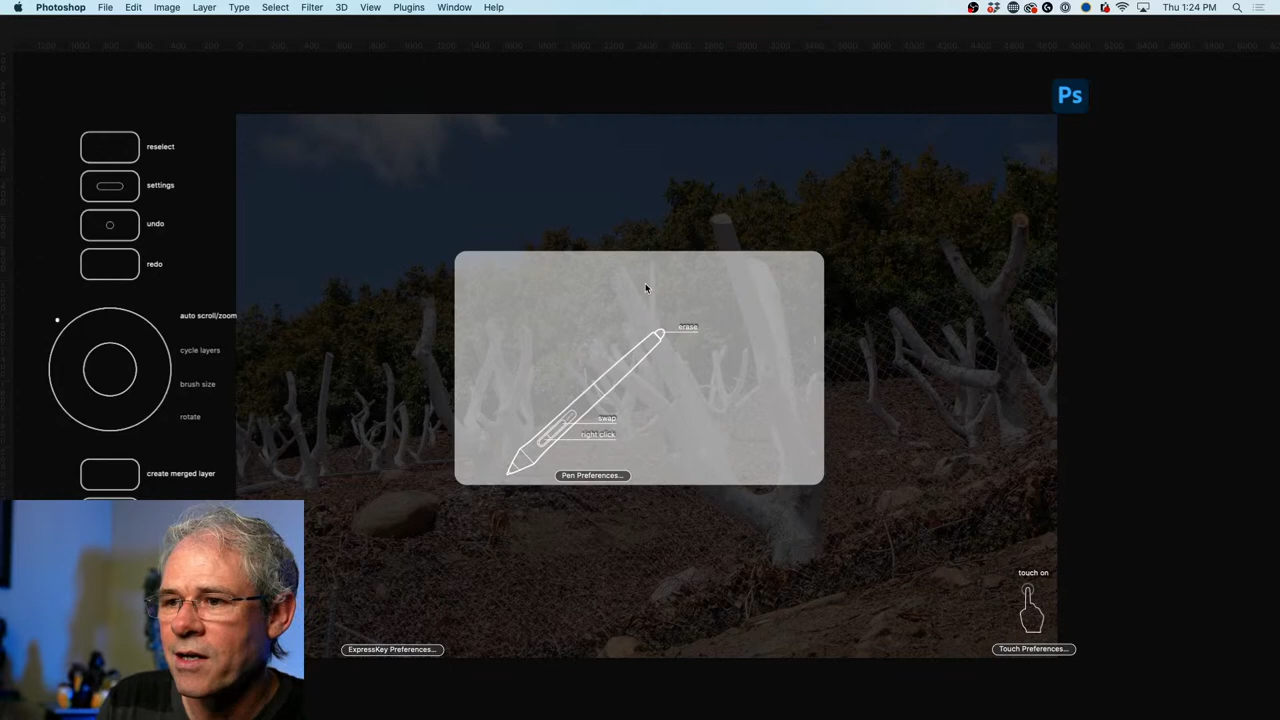 Photoshop File Edit Image Layer Type Select Filter 3D View Plugins Window Help Thu 1:24 PM
Ps
reselect
settings
undo
redo
auto scroll/zoom
cycle layers
brush size
rotate
create merged layer
erase
swap
right click
Pen Preferences...
touch on
ExpressKey Preferences...
Touch Preferences...